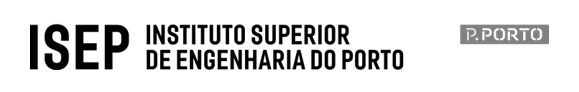 ISEP INSTITUTO SUPERIOR
DE ENGENHARIA DO PORTO
P.PORTO